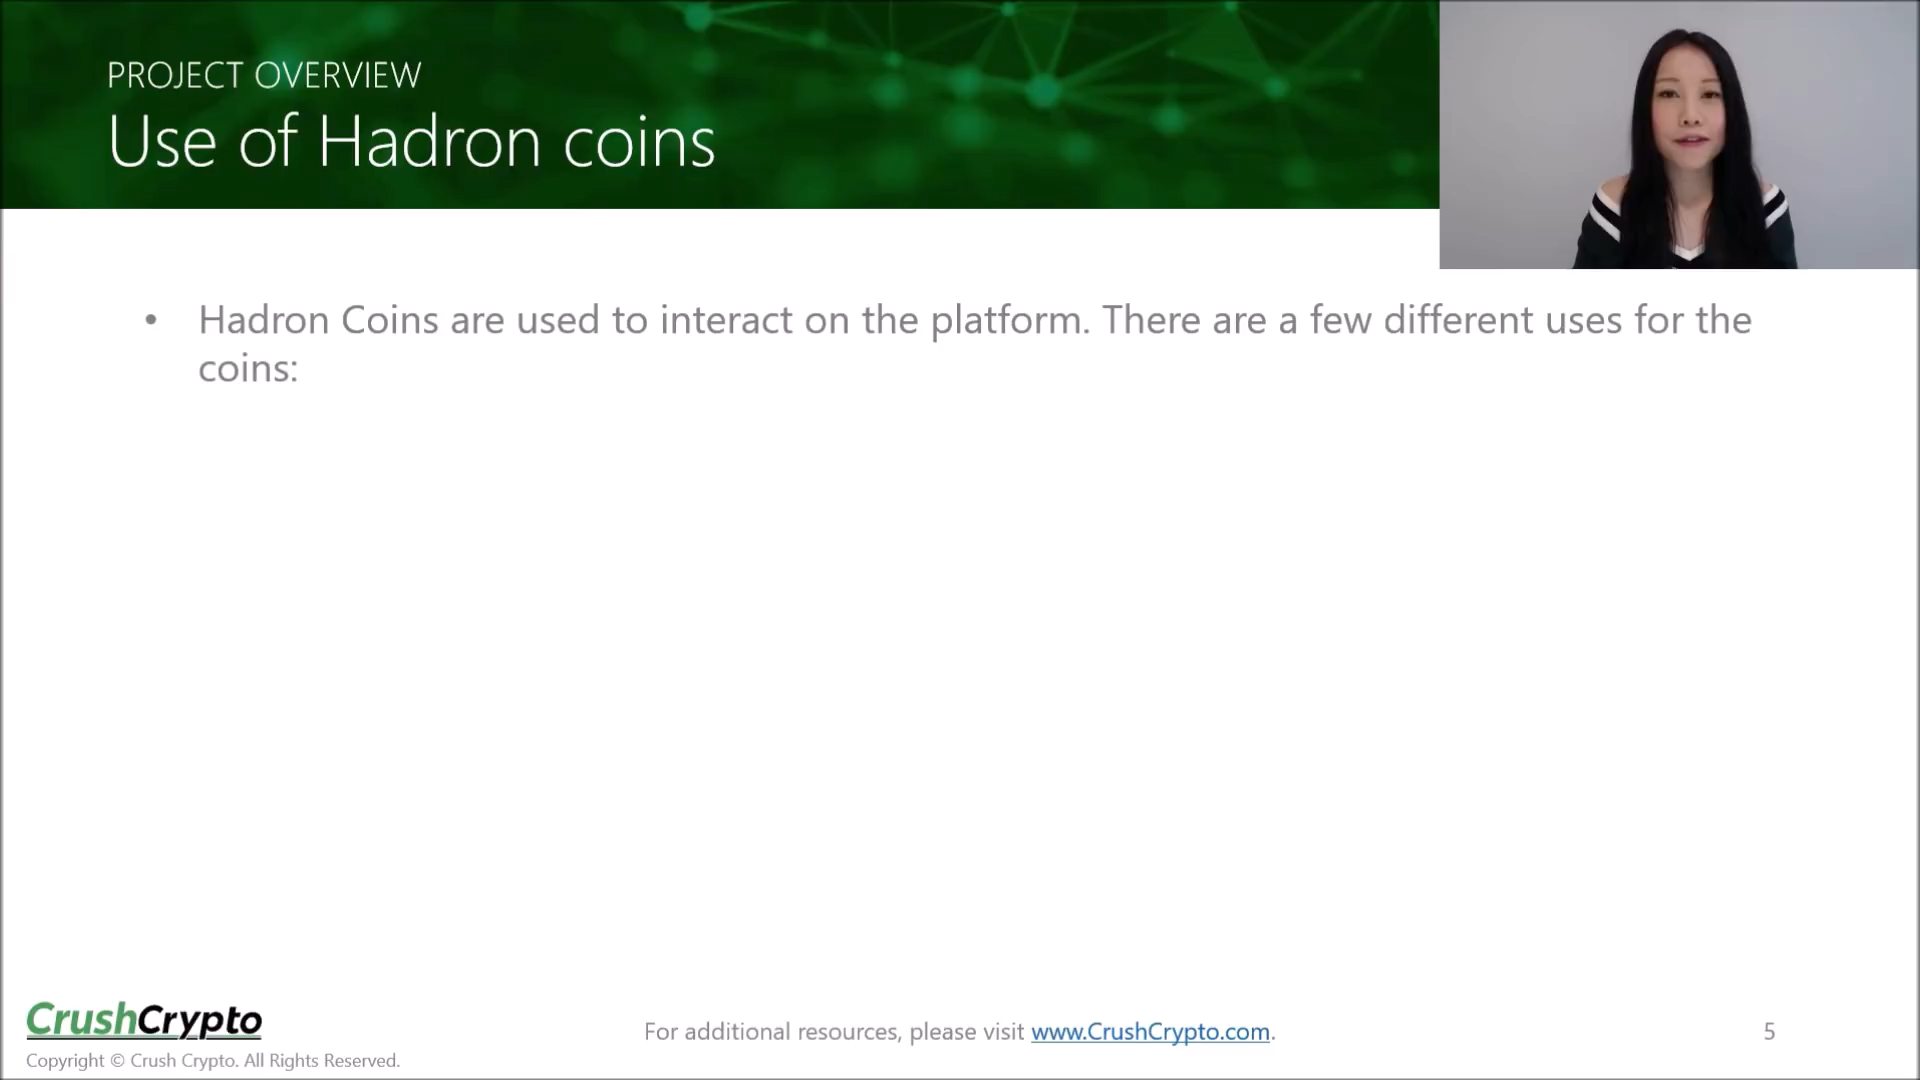 PROJECT OVERVIEW
Use of Hadron coins
• Hadron Coins are used to interact on the platform. There are a few different uses for the
coins:
CrushCrypto
Copyright © Crush Crypto. All Rights Reserved.
For additional resources, please visit www.CrushCrypto.com.
5